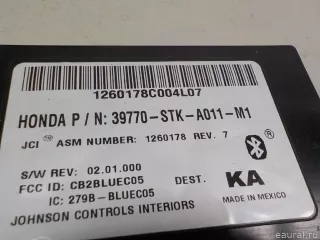 1260178C004L07
HONDA P / N: 39770-STK-A011-M1
JCI ASM NUMBER: 1260178 REV. 7
S/W REV: 02.01.000
FCC ID: CB2BLUEC05 DEST. KA
IC: 279B-BLUEC05 MADE IN MEXICO
JOHNSON CONTROLS INTERIORS
© eaural.ru